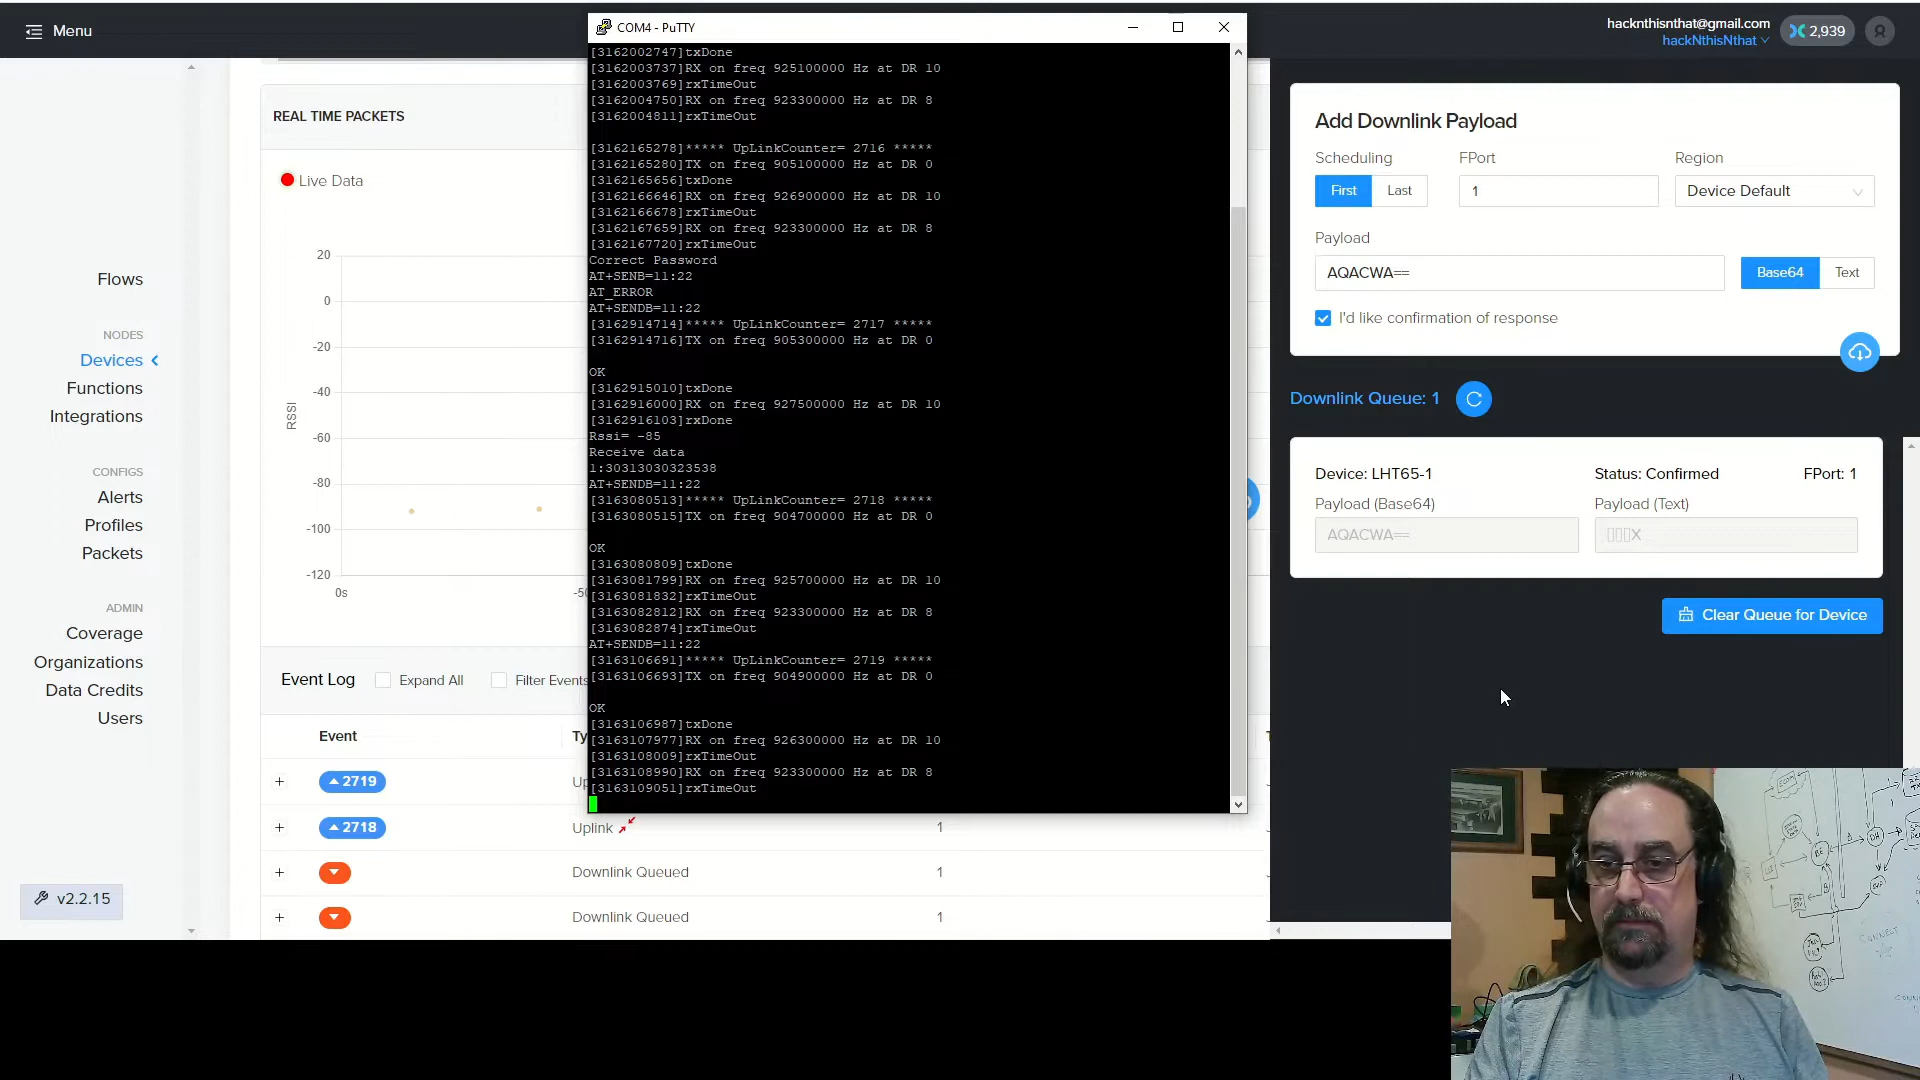 Menu
hacknthisnthat@gmail.com
hackNthisNthat
2,939
Flows
NODES
Devices
Functions
Integrations
CONFIGS
Alerts
Profiles
Packets
ADMIN
Coverage
Organizations
Data Credits
Users
v2.2.15
REAL TIME PACKETS
Live Data
20
0
-20
-40
-60
-80
-100
-120
RSSI
0s
Event Log
Expand All
Filter Events
Event
2719
2718
Uplink
1
Downlink Queued
1
Downlink Queued
1
COM4 - PuTTY
[3162002747]txDone
[3162003737]RX on freq 925100000 Hz at DR 10
[3162003769]rxTimeOut
[3162004750]RX on freq 923300000 Hz at DR 8
[3162004811]rxTimeOut
[3162165278]***** UpLinkCounter= 2716 *****
[3162165280]TX on freq 905100000 Hz at DR 0
[3162165656]txDone
[3162166646]RX on freq 926900000 Hz at DR 10
[3162166678]rxTimeOut
[3162167659]RX on freq 923300000 Hz at DR 8
[3162167720]rxTimeOut
Correct Password
AT+SENB=11:22
AT_ERROR
AT+SENDB=11:22
[3162914714]***** UpLinkCounter= 2717 *****
[3162914716]TX on freq 905300000 Hz at DR 0
OK
[3162915010]txDone
[3162916000]RX on freq 927500000 Hz at DR 10
[3162916103]rxDone
Rssi= -85
Receive data
1:30313030323538
AT+SENDB=11:22
[3163080513]***** UpLinkCounter= 2718 *****
[3163080515]TX on freq 904700000 Hz at DR 0
OK
[3163080809]txDone
[3163081799]RX on freq 925700000 Hz at DR 10
[3163081832]rxTimeOut
[3163082812]RX on freq 923300000 Hz at DR 8
[3163082874]rxTimeOut
AT+SENDB=11:22
[3163106691]***** UpLinkCounter= 2719 *****
[3163106693]TX on freq 904900000 Hz at DR 0
OK
[3163106987]txDone
[3163107977]RX on freq 926300000 Hz at DR 10
[3163108009]rxTimeOut
[3163108990]RX on freq 923300000 Hz at DR 8
[3163109051]rxTimeOut
Add Downlink Payload
Scheduling
FPort
Region
First
Last
1
Device Default
Payload
AQACWA==
Base64
Text
I'd like confirmation of response
Downlink Queue: 1
Device: LHT65-1
Status: Confirmed
FPort: 1
Payload (Base64)
Payload (Text)
AQACWA==
X
Clear Queue for Device